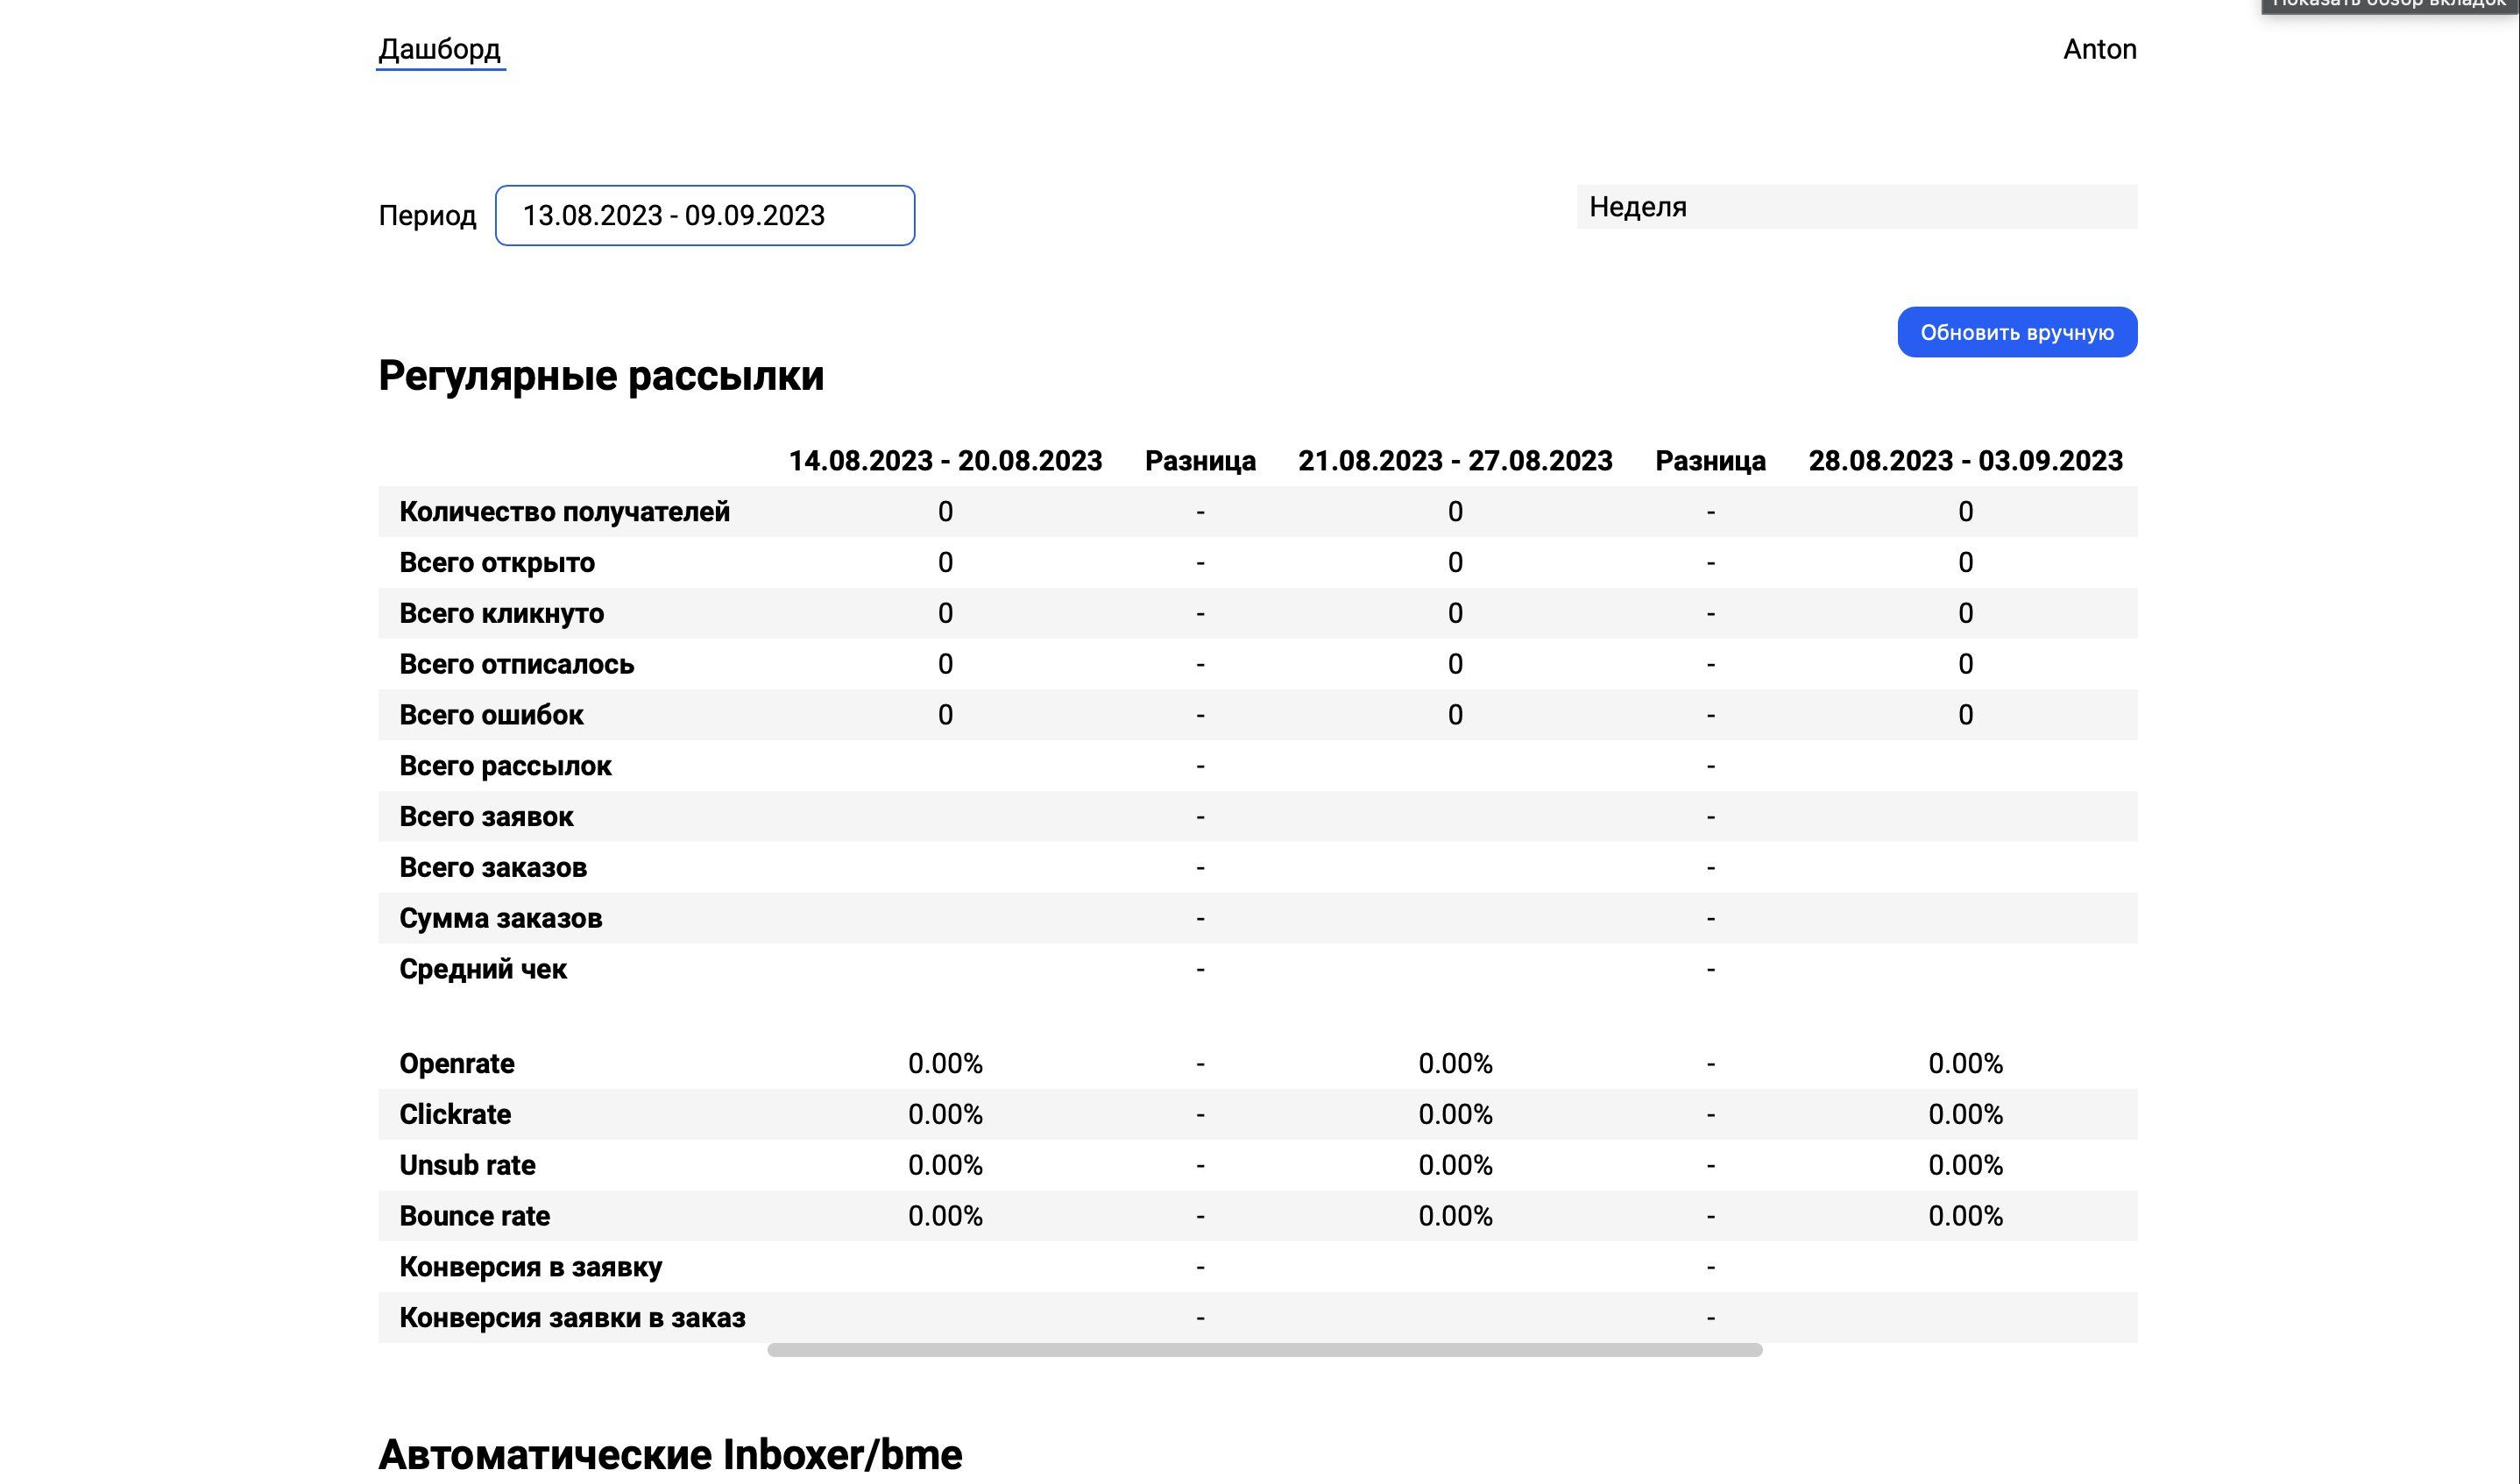 Показать обзор вкладок
Дашборд Anton
Период 13.08.2023 - 09.09.2023 Неделя
Обновить вручную
Регулярные рассылки
14.08.2023 - 20.08.2023 Разница 21.08.2023 - 27.08.2023 Разница 28.08.2023 - 03.09.2023
Количество получателей 0 - 0 - 0
Всего открыто 0 - 0 - 0
Всего кликнуто 0 - 0 - 0
Всего отписалось 0 - 0 - 0
Всего ошибок 0 - 0 - 0
Всего рассылок - -
Всего заявок - -
Всего заказов - -
Сумма заказов - -
Средний чек - -
Openrate 0.00% - 0.00% - 0.00%
Clickrate 0.00% - 0.00% - 0.00%
Unsub rate 0.00% - 0.00% - 0.00%
Bounce rate 0.00% - 0.00% - 0.00%
Конверсия в заявку - -
Конверсия заявки в заказ - -
Автоматические Inboxer/bme